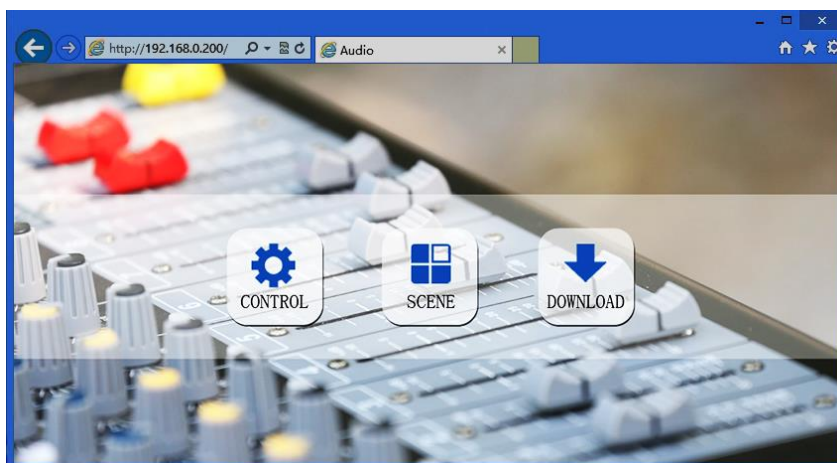 http://192.168.0.200/
Audio
CONTROL
SCENE
DOWNLOAD